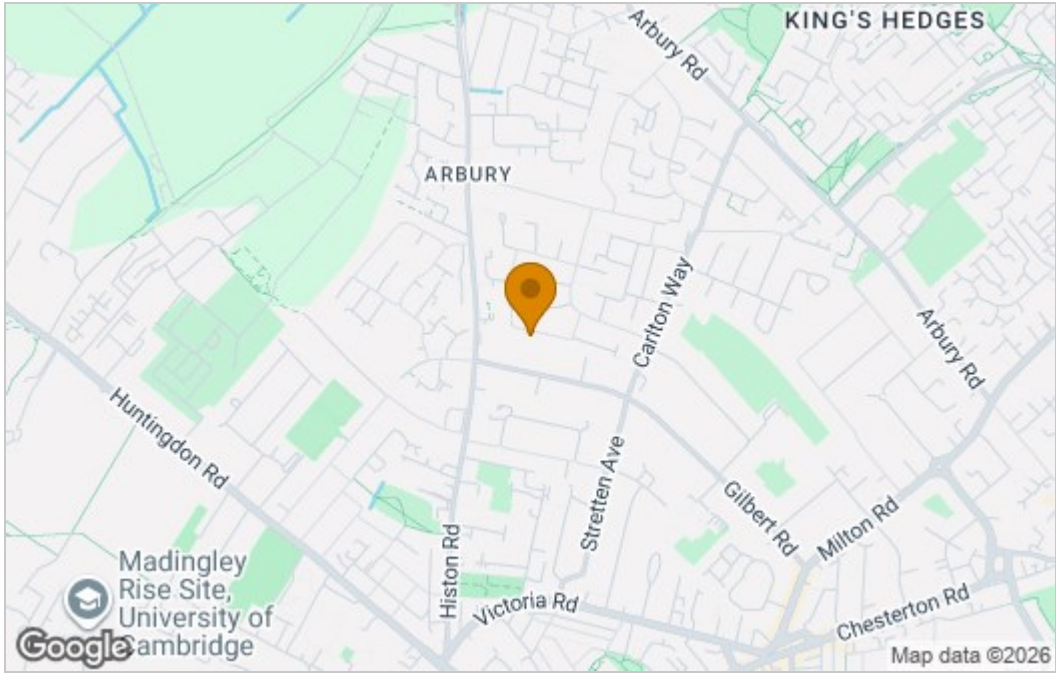 KING'S HEDGES
Arbury Rd
ARBURY
Carlton Way
Arbury Rd
Huntingdon Rd
Stretten Ave
Gilbert Rd
Milton Rd
Histon Rd
Victoria Rd
Chesterton Rd
Madingley
Rise Site,
University of
Cambridge
Google
Map data ©2026